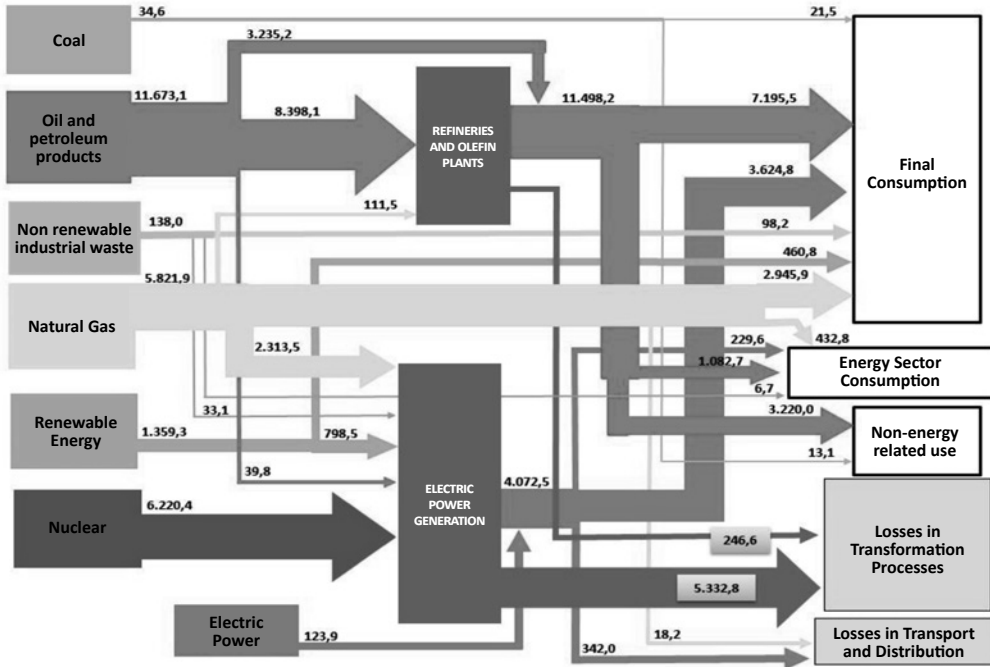 34,6
21,5
Coal
3.235,2
11.673,1
8.398,1
11.498,2
7.195,5
Oil and
petroleum
products
REFINERIES
AND OLEFIN
PLANTS
Final
Consumption
3.624,8
111,5
Non renewable
industrial waste
138,0
98,2
460,8
5.821,9
2.945,9
Natural Gas
2.313,5
229,6
432,8
1.082,7
Energy Sector
Consumption
6,7
33,1
Renewable
Energy
1.359,3
798,5
3.220,0
Non-energy
related use
13,1
39,8
4.072,5
ELECTRIC
POWER
GENERATION
6.220,4
Nuclear
246,6
Losses in
Transformation
Processes
5.332,8
Electric
Power
123,9
342,0
18,2
Losses in Transport
and Distribution